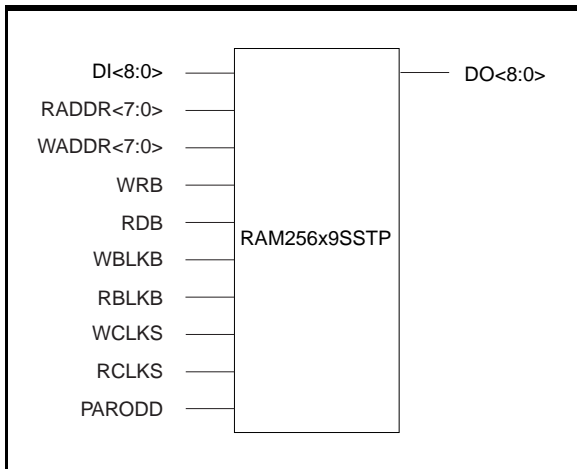 DI<8:0>
DO<8:0>
RADDR<7:0>
WADDR<7:0>
WRB
RDB
RAM256x9SSTP
WBLKB
RBLKB
WCLKS
RCLKS
PARODD